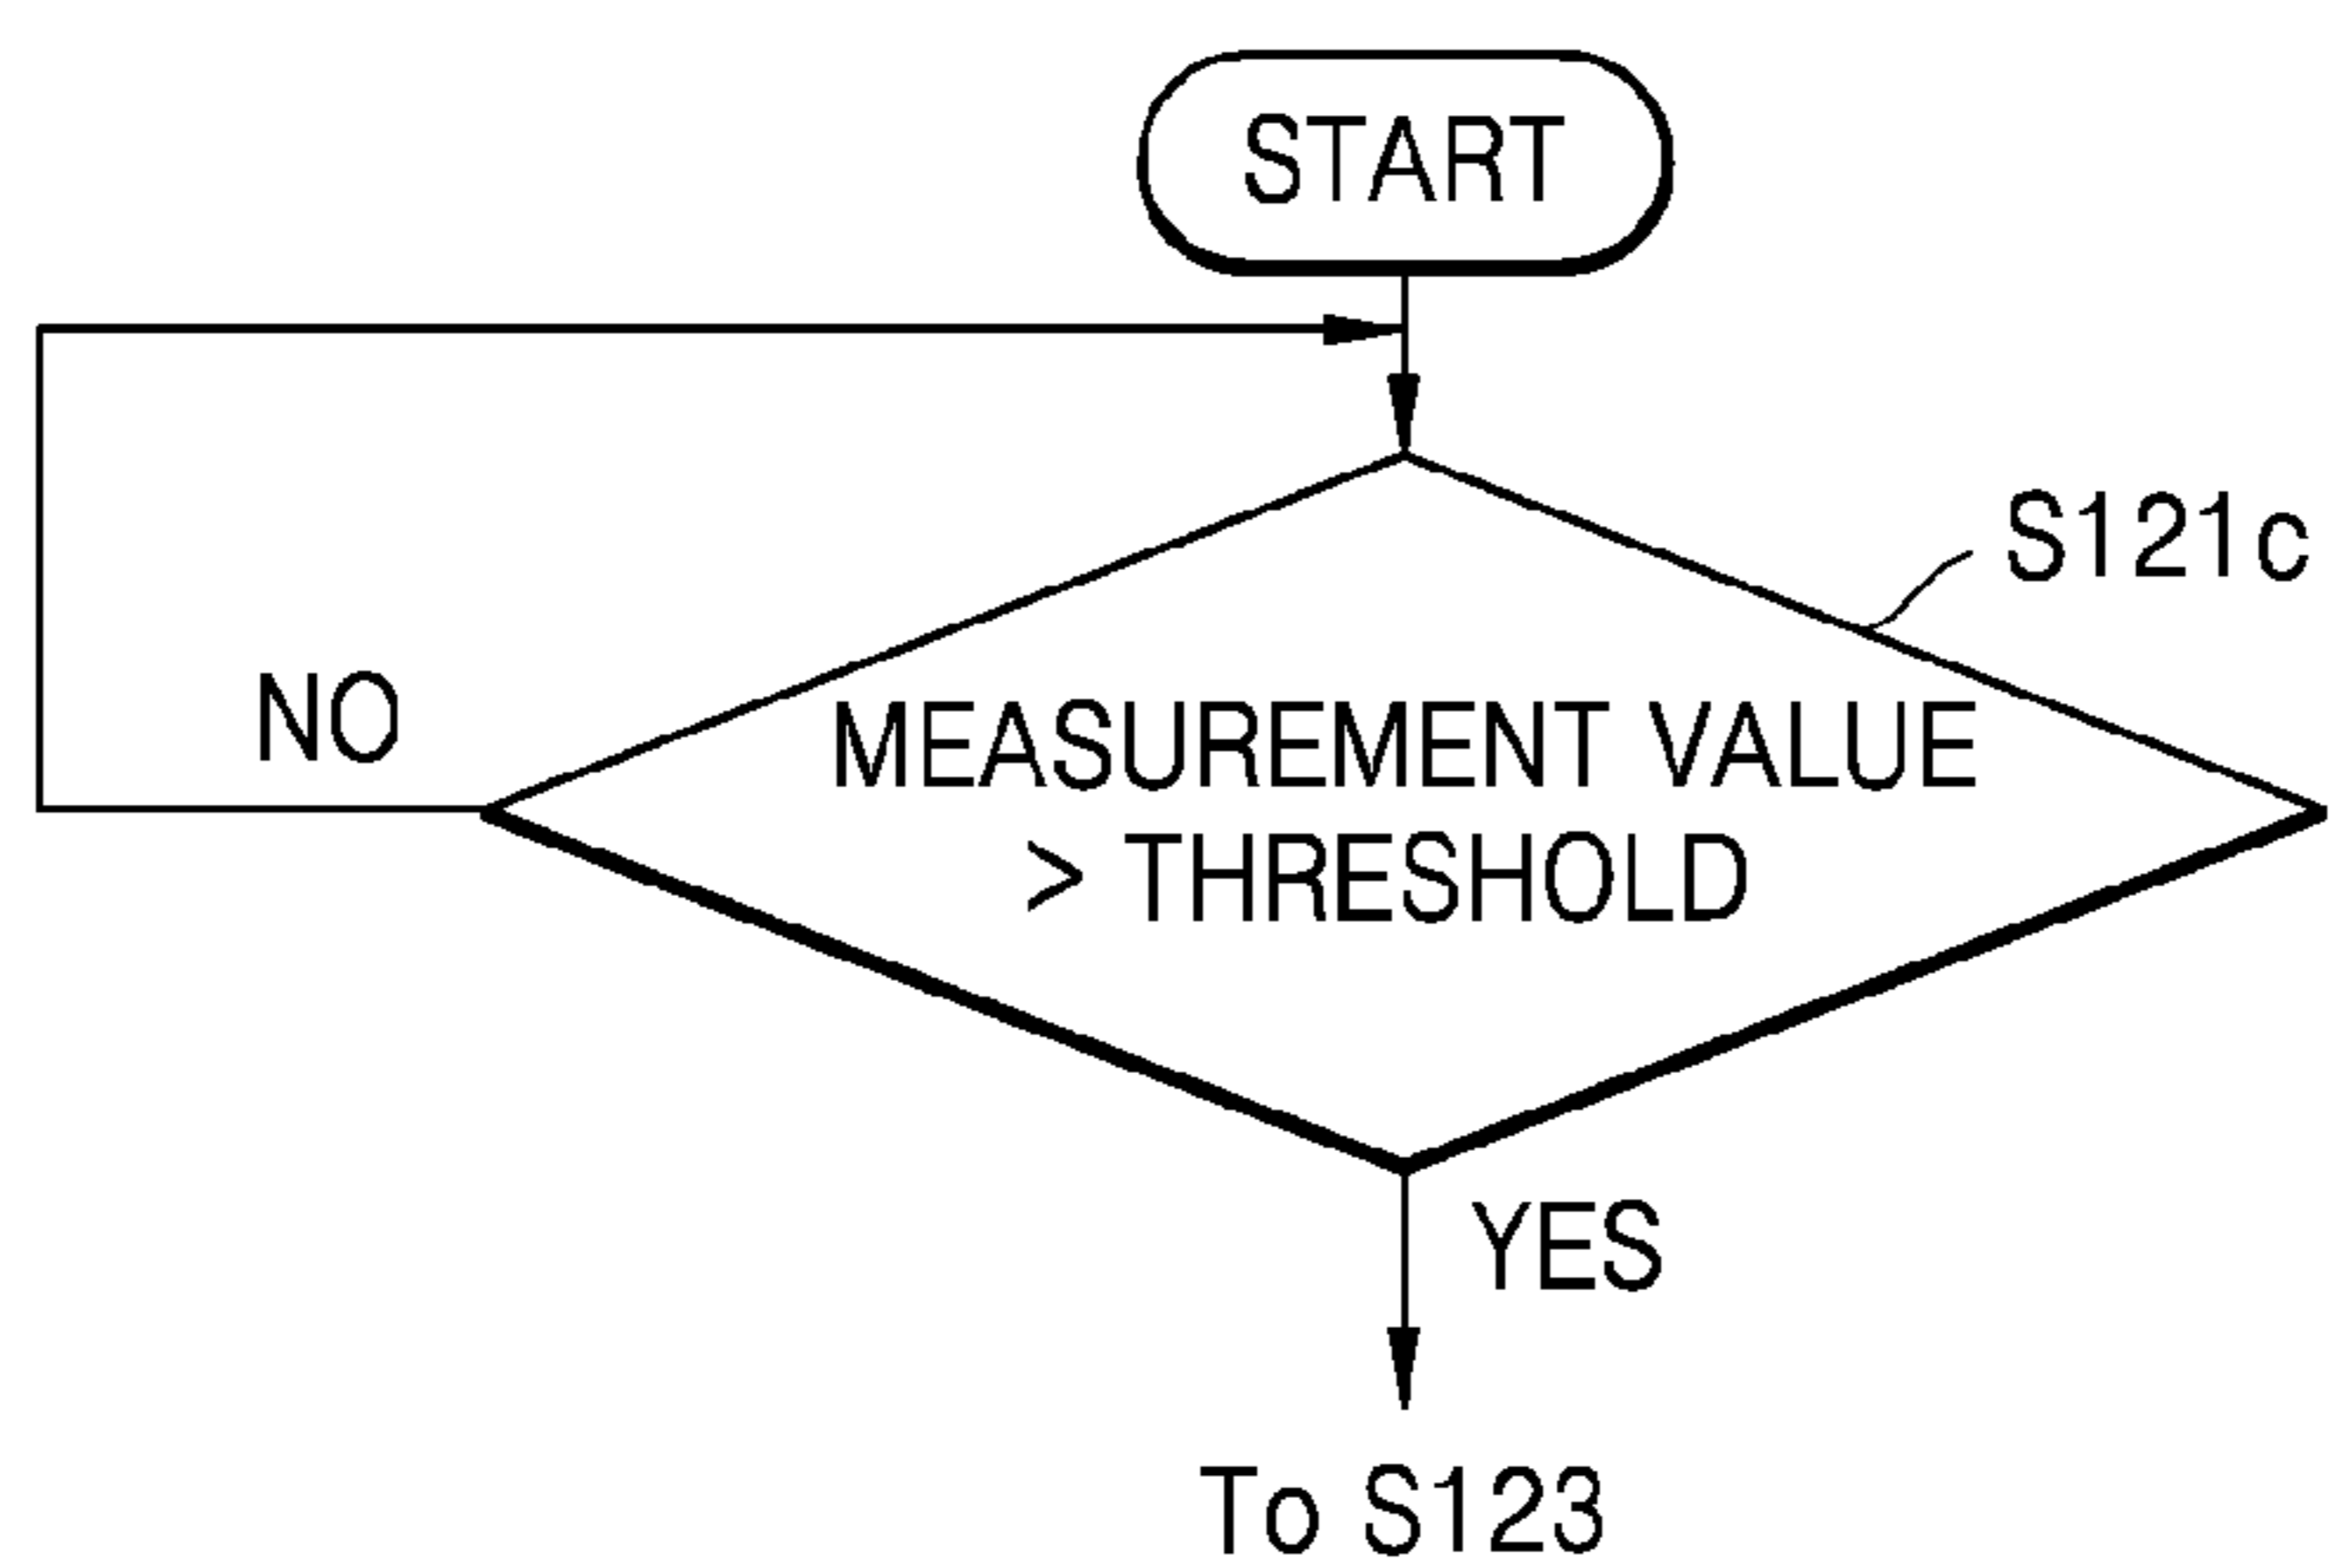 START
S121c
NO
MEASUREMENT VALUE
> THRESHOLD
YES
To S123